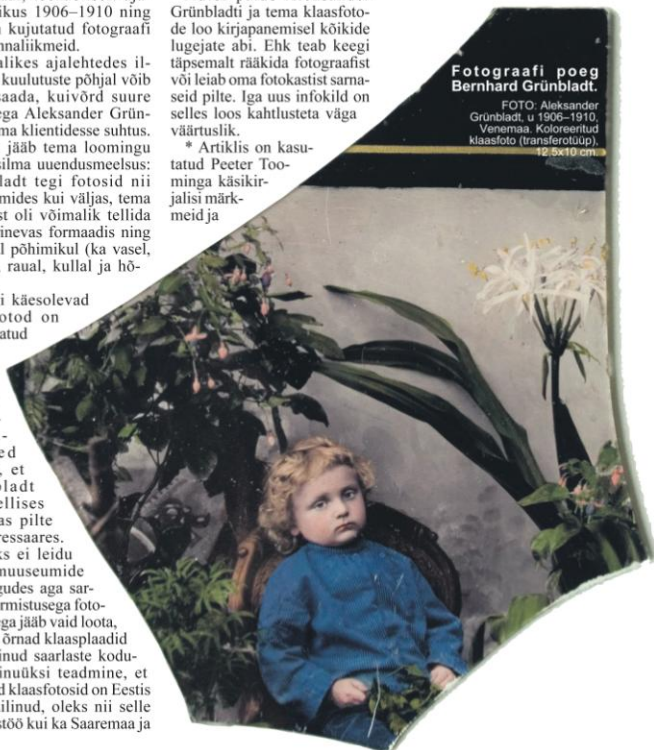 ikus 1906–1910 ning
kujutatud fotograafi
nnaliikmeid.
alikes ajalehtedes il-
kuulutuste põhjal võib
saada, kuivõrd suure
ega Aleksander Grün-
ma klientidesse suhtus.
jääb tema loomingu
silma uuendusmeelsus:
ladt tegi fotosid nii
mides kui väljas, tema
st oli võimalik tellida
inevas formaadis ning
l põhimikul (ka vasel,
raual, kullal ja hõ-
i käesolevad
otod on
atud
ed
, et
bladt
ellises
as pilte
ressaares.
ks ei leidu
muuseumide
gudes aga sar-
rmistusega foto-
ega jääb vaid loota,
õrnad klaasplaadid
inud saarlaste kodu-
inuüksi teadmine, et
d klaasfotosid on Eestis
ilinud, oleks nii selle
stöö kui ka Saaremaa ja
Grünbladti ja tema klaasfoto-
de loo kirjapanemisel kõikide
lugejate abi. Ehk teab keegi
täpsemalt rääkida fotograafist
või leiab oma fotokastist sarna-
seid pilte. Iga uus infokild on
selles loos kahtlusteta väga
väärtuslik.
* Artiklis on kasu-
tatud Peeter Too-
minga käsikir-
jalisi märk-
meid ja
Fotograafi poeg
Bernhard Grünbladt.
FOTO: Aleksander
Grünbladt, u 1906–1910,
Venemaa. Koloreeritud
klaasfoto (transferotüüp),
12,5x10 cm.